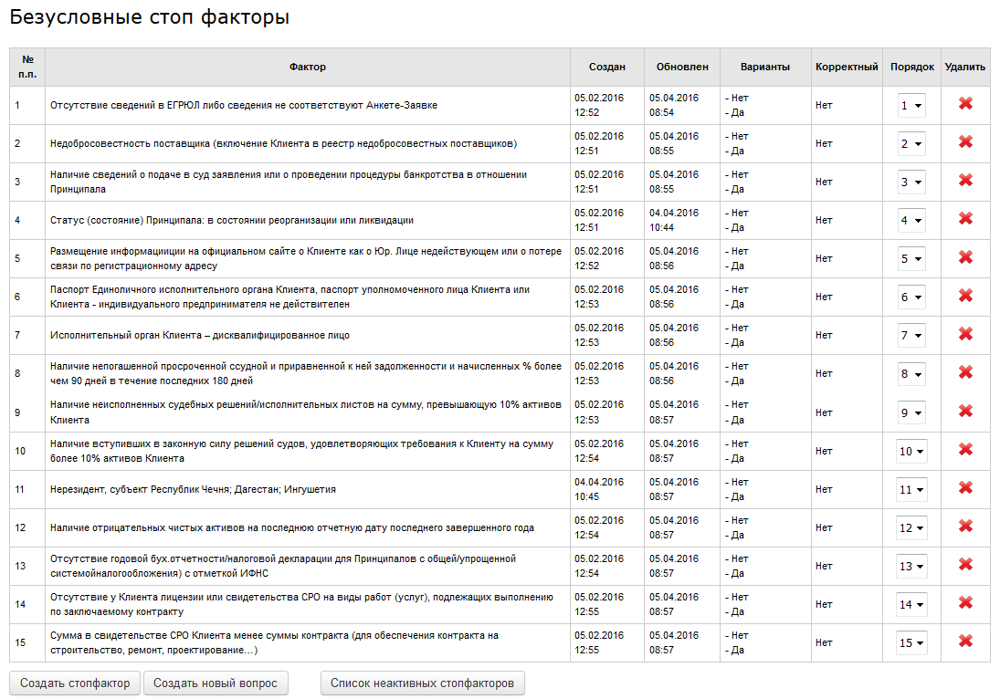 Безусловные стоп факторы
№ п.п. Фактор Создан Обновлен Варианты Корректный Порядок Удалить
1 Отсутствие сведений в ЕГРЮЛ либо сведения не соответствуют Анкете-Заявке 05.02.2016 12:52 05.04.2016 08:54 - Нет - Да Нет 1
2 Недобросовестность поставщика (включение Клиента в реестр недобросовестных поставщиков) 05.02.2016 12:51 05.04.2016 08:55 - Нет - Да Нет 2
3 Наличие сведений о подаче в суд заявления или о проведении процедуры банкротства в отношении Принципала 05.02.2016 12:51 05.04.2016 08:55 - Нет - Да Нет 3
4 Статус (состояние) Принципала: в состоянии реорганизации или ликвидации 05.02.2016 12:51 04.04.2016 10:44 - Нет - Да Нет 4
5 Размещение информациииции на официальном сайте о Клиенте как о Юр. Лице недействующем или о потере связи по регистрационному адресу 05.02.2016 12:52 05.04.2016 08:56 - Нет - Да Нет 5
6 Паспорт Единоличного исполнительного органа Клиента, паспорт уполномоченного лица Клиента или Клиента - индивидуального предпринимателя не действителен 05.02.2016 12:53 05.04.2016 08:56 - Нет - Да Нет 6
7 Исполнительный орган Клиента – дисквалифицированное лицо 05.02.2016 12:53 05.04.2016 08:56 - Нет - Да Нет 7
8 Наличие непогашенной просроченной ссудной и приравненной к ней задолженности и начисленных % более чем 90 дней в течение последних 180 дней 05.02.2016 12:53 05.04.2016 08:56 - Нет - Да Нет 8
9 Наличие неисполненных судебных решений/исполнительных листов на сумму, превышающую 10% активов Клиента 05.02.2016 12:53 05.04.2016 08:57 - Нет - Да Нет 9
10 Наличие вступивших в законную силу решений судов, удовлетворяющих требования к Клиенту на сумму более 10% активов Клиента 05.02.2016 12:54 05.04.2016 08:57 - Нет - Да Нет 10
11 Нерезидент, субъект Республик Чечня; Дагестан; Ингушетия 04.04.2016 10:45 05.04.2016 08:57 - Нет - Да Нет 11
12 Наличие отрицательных чистых активов на последнюю отчетную дату последнего завершенного года 05.02.2016 12:54 05.04.2016 08:57 - Нет - Да Нет 12
13 Отсутствие годовой бух.отчетности/налоговой декларации для Принципалов с общей/упрощенной системойналогообложения) с отметкой ИФНС 05.02.2016 12:54 05.04.2016 08:57 - Нет - Да Нет 13
14 Отсутствие у Клиента лицензии или свидетельства СРО на виды работ (услуг), подлежащих выполнению по заключаемому контракту 05.02.2016 12:55 05.04.2016 08:57 - Нет - Да Нет 14
15 Сумма в свидетельстве СРО Клиента менее суммы контракта (для обеспечения контракта на строительство, ремонт, проектирование...) 05.02.2016 12:55 05.04.2016 08:57 - Нет - Да Нет 15
Создать стопфактор Создать новый вопрос Список неактивных стопфакторов